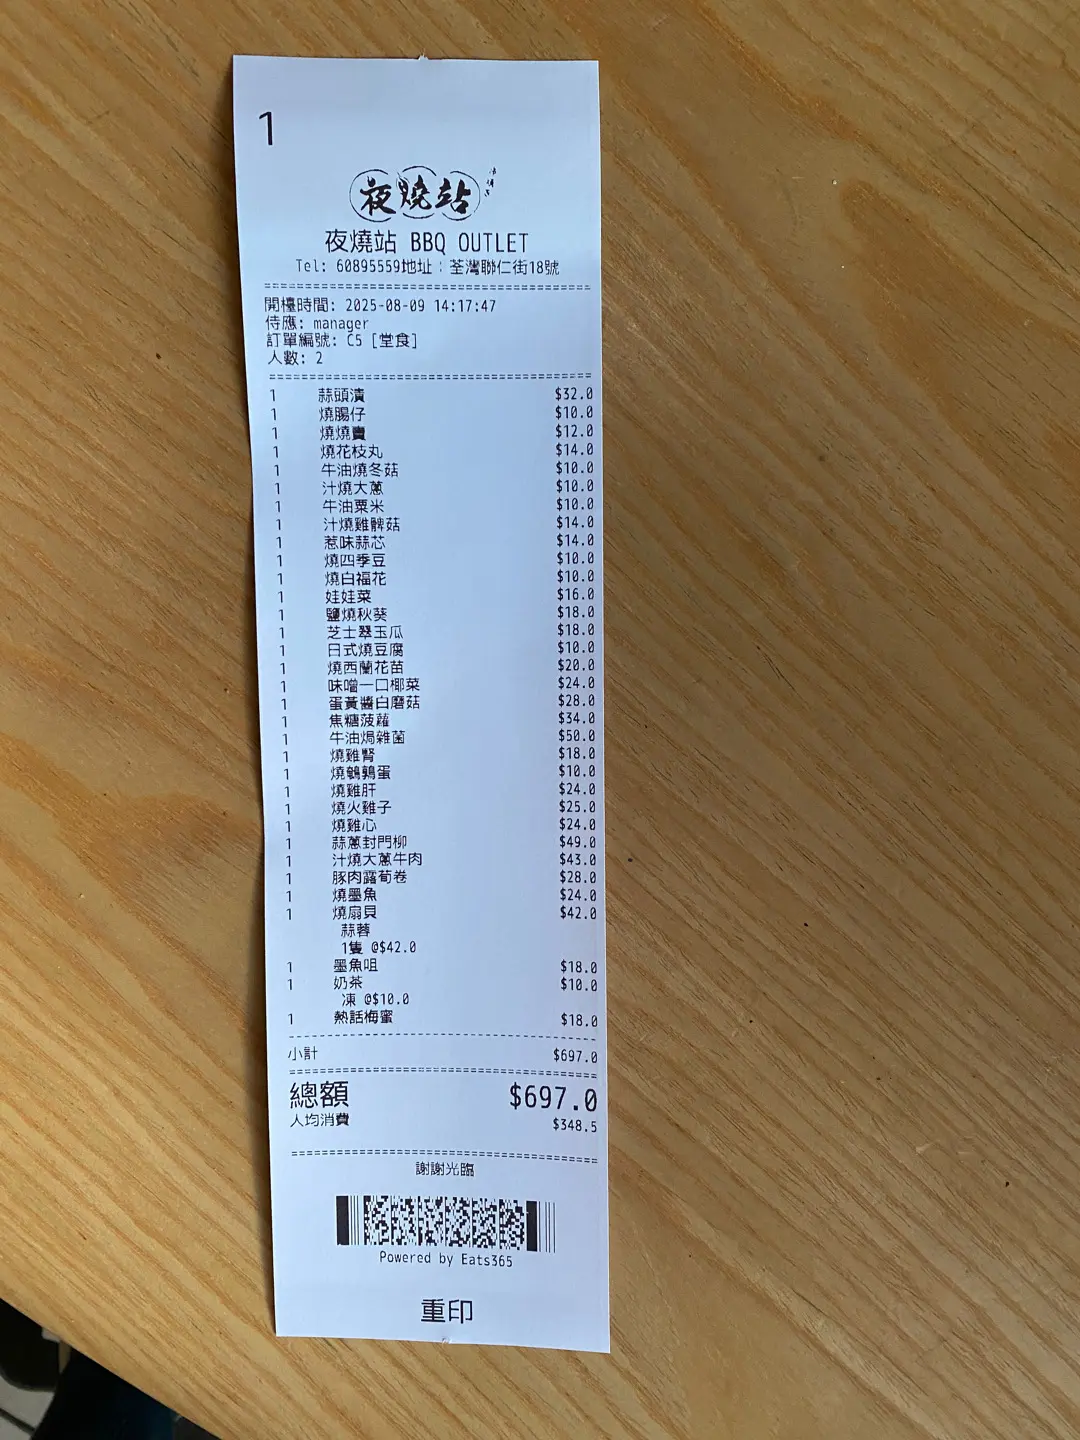 1
夜燒站
夜燒站 BBQ OUTLET
Tel: 60895559地址：荃灣聯仁街18號
開檯時間: 2025-08-09 14:17:47
侍應: manager
訂單編號: C5 [堂食]
人數: 2
1 蒜頭漬 $32.0
1 燒腸仔 $10.0
1 燒燒賣 $12.0
1 燒花枝丸 $14.0
1 牛油燒冬菇 $10.0
1 汁燒大蔥 $10.0
1 牛油粟米 $10.0
1 汁燒雞髀菇 $14.0
1 惹味蒜芯 $14.0
1 燒四季豆 $10.0
1 燒白福花 $10.0
1 娃娃菜 $16.0
1 鹽燒秋葵 $18.0
1 芝士翠玉瓜 $18.0
1 日式燒豆腐 $10.0
1 燒西蘭花苗 $20.0
1 味噌一口椰菜 $24.0
1 蛋黃醬白磨菇 $28.0
1 焦糖菠蘿 $34.0
1 牛油焗雜菌 $50.0
1 燒雞腎 $18.0
1 燒鵪鶉蛋 $10.0
1 燒雞肝 $24.0
1 燒火雞子 $25.0
1 燒雞心 $24.0
1 蒜蔥封門柳 $49.0
1 汁燒大蔥牛肉 $43.0
1 豚肉露荀卷 $28.0
1 燒墨魚 $24.0
1 燒扇貝 $42.0
蒜蓉
1隻 @$42.0
1 墨魚咀 $18.0
1 奶茶 $10.0
凍 @$10.0
1 熱話梅蜜 $18.0
小計 $697.0
總額 $697.0
人均消費 $348.5
謝謝光臨
Powered by Eats365
重印